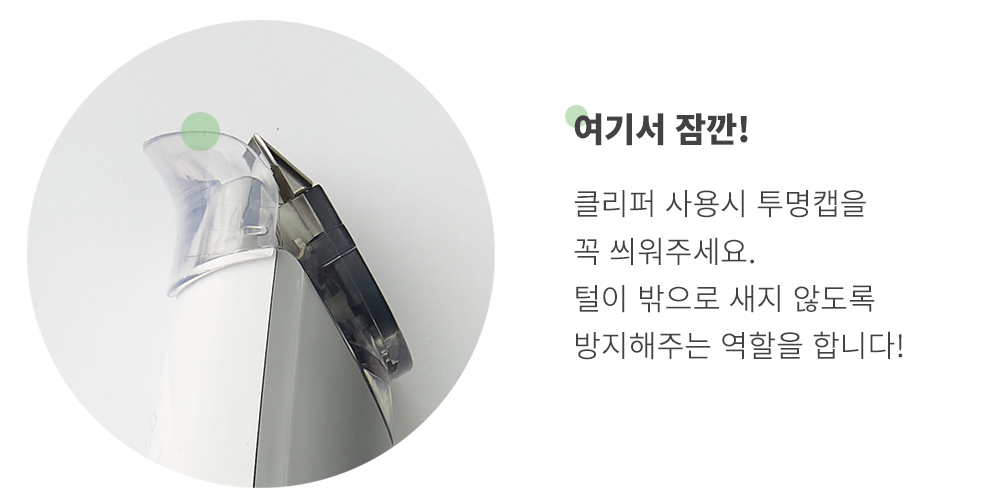 여기서 잠깐!
클리퍼 사용시 투명캡을
꼭 씌워주세요.
털이 밖으로 새지 않도록
방지해주는 역할을 합니다!